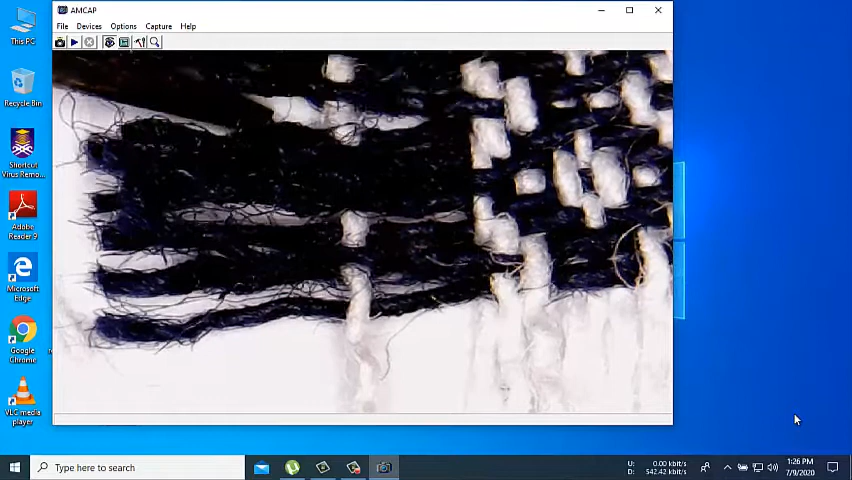 AMCAP
File Devices Options Capture Help
This PC
Recycle Bin
Shortcut
Virus Remo...
Adobe
Reader 9
Microsoft
Edge
Google
Chrome
VLC media
player
Type here to search
U: 0.00 kbit/s
D: 542.42 kbit/s
1:26 PM
7/9/2020